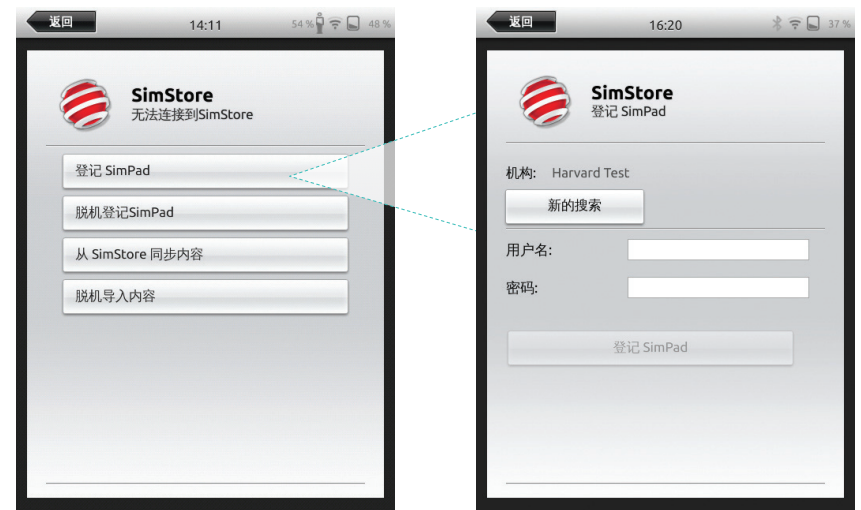 返回
14:11
54 %
48 %
SimStore
无法连接到SimStore
登记 SimPad
脱机登记SimPad
从 SimStore 同步内容
脱机导入内容
返回
16:20
37 %
SimStore
登记 SimPad
机构: Harvard Test
新的搜索
用户名:
密码:
登记 SimPad